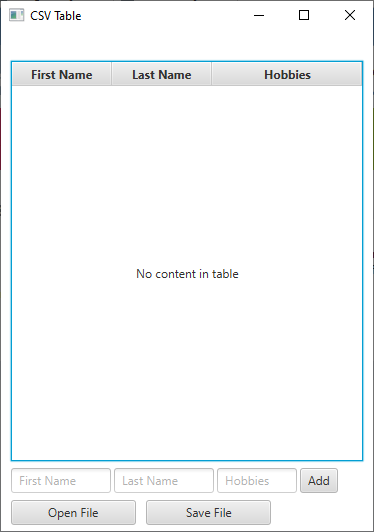 CSV Table
First Name Last Name Hobbies
No content in table
First Name Last Name Hobbies Add
Open File Save File